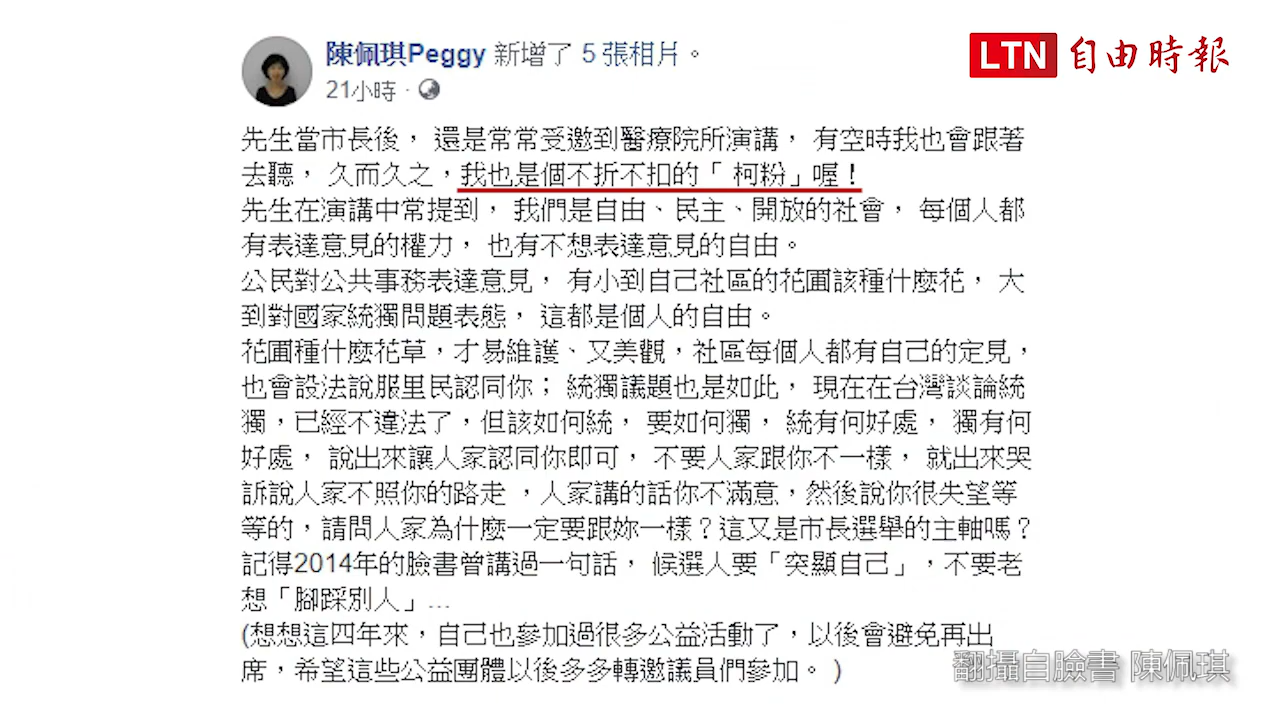 陳佩琪Peggy 新增了 5 張相片。
LTN 自由時報
21小時 ·
先生當市長後， 還是常常受邀到醫療院所演講， 有空時我也會跟著
去聽， 久而久之，我也是個不折不扣的「 柯粉」喔！
先生在演講中常提到， 我們是自由、民主、開放的社會， 每個人都
有表達意見的權力， 也有不想表達意見的自由。
公民對公共事務表達意見， 有小到自己社區的花圃該種什麼花， 大
到對國家統獨問題表態， 這都是個人的自由。
花圃種什麼花草，才易維護、又美觀，社區每個人都有自己的定見，
也會設法說服里民認同你； 統獨議題也是如此， 現在在台灣談論統
獨，已經不違法了，但該如何統， 要如何獨， 統有何好處， 獨有何
好處， 說出來讓人家認同你即可， 不要人家跟你不一樣， 就出來哭
訴說人家不照你的路走 ，人家講的話你不滿意，然後說你很失望等
等的，請問人家為什麼一定要跟妳一樣？這又是市長選舉的主軸嗎？
記得2014年的臉書曾講過一句話， 候選人要「突顯自己」，不要老
想「腳踩別人」...
(想想這四年來，自己也參加過很多公益活動了，以後會避免再出
席，希望這些公益團體以後多多轉邀議員們參加。 )
翻攝自臉書 陳佩琪